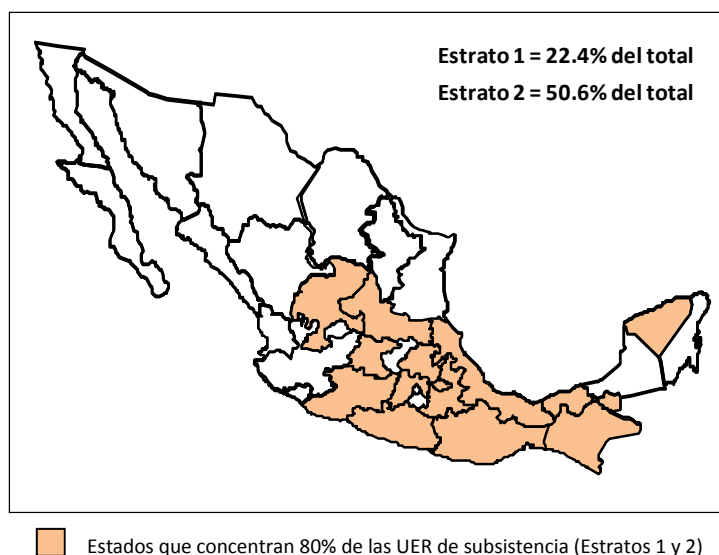 Estrato 1 = 22.4% del total
Estrato 2 = 50.6% del total
Estados que concentran 80% de las UER de subsistencia (Estratos 1 y 2)